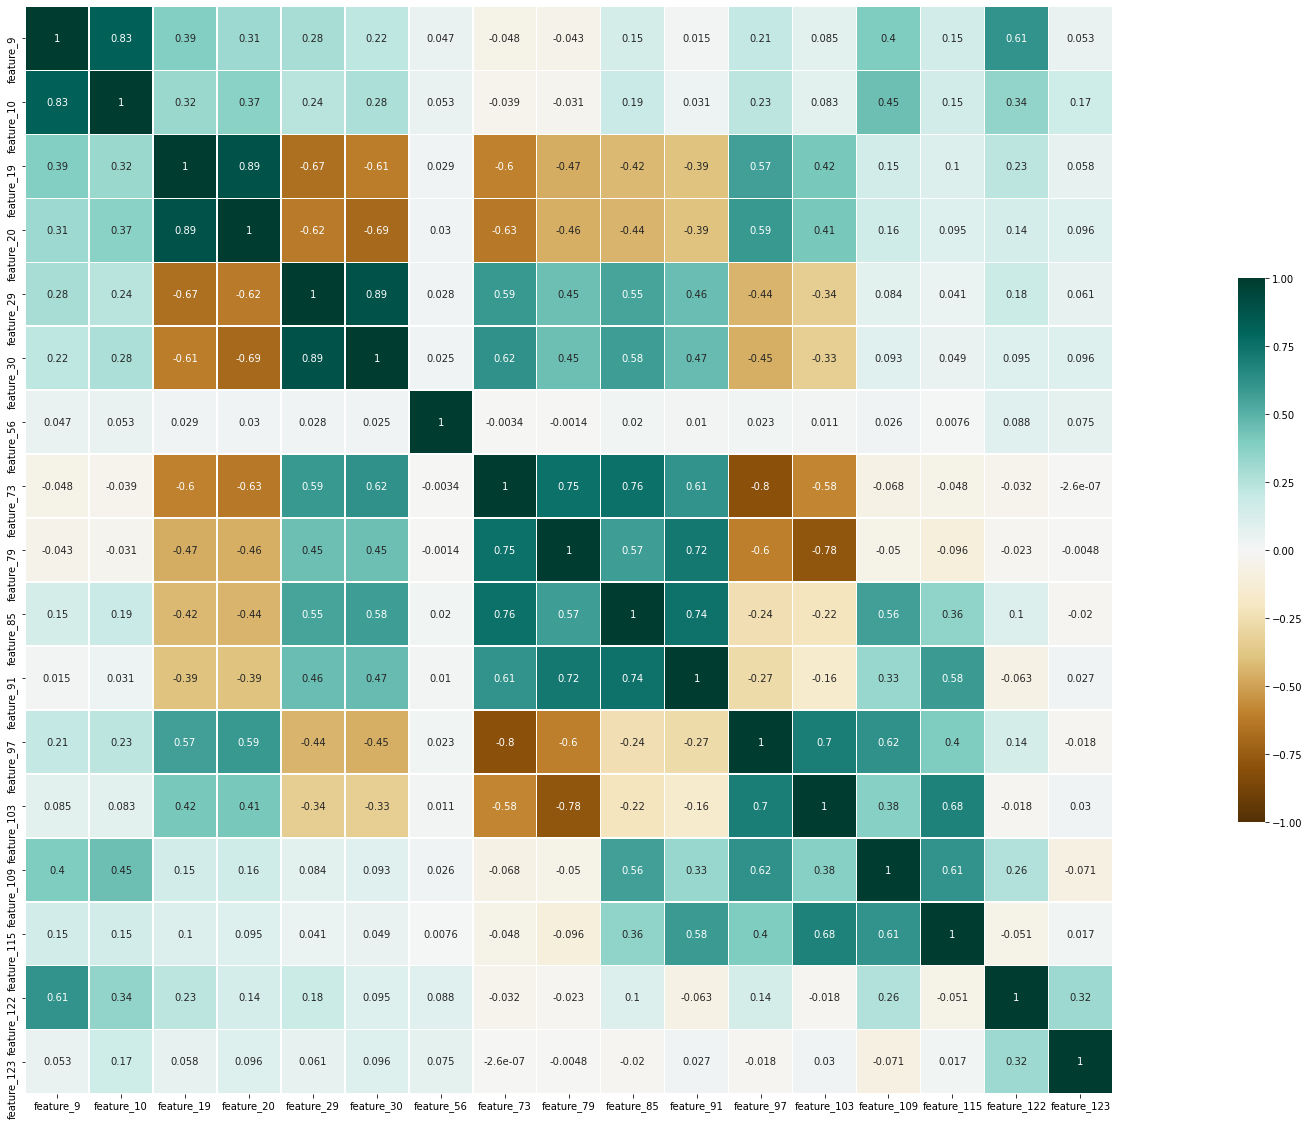 feature_9 1 0.83 0.39 0.31 0.28 0.22 0.047 -0.048 -0.043 0.15 0.015 0.21 0.085 0.4 0.15 0.61 0.053
feature_10 0.83 1 0.32 0.37 0.24 0.28 0.053 -0.039 -0.031 0.19 0.031 0.23 0.083 0.45 0.15 0.34 0.17
feature_19 0.39 0.32 1 0.89 -0.67 -0.61 0.029 -0.6 -0.47 -0.42 -0.39 0.57 0.42 0.15 0.1 0.23 0.058
feature_20 0.31 0.37 0.89 1 -0.62 -0.69 0.03 -0.63 -0.46 -0.44 -0.39 0.59 0.41 0.16 0.095 0.14 0.096
feature_29 0.28 0.24 -0.67 -0.62 1 0.89 0.028 0.59 0.45 0.55 0.46 -0.44 -0.34 0.084 0.041 0.18 0.061
feature_30 0.22 0.28 -0.61 -0.69 0.89 1 0.025 0.62 0.45 0.58 0.47 -0.45 -0.33 0.093 0.049 0.095 0.096
feature_56 0.047 0.053 0.029 0.03 0.028 0.025 1 -0.0034 -0.0014 0.02 0.01 0.023 0.011 0.026 0.0076 0.088 0.075
feature_73 -0.048 -0.039 -0.6 -0.63 0.59 0.62 -0.0034 1 0.75 0.76 0.61 -0.8 -0.58 -0.068 -0.048 -0.032 -2.6e-07
feature_79 -0.043 -0.031 -0.47 -0.46 0.45 0.45 -0.0014 0.75 1 0.57 0.72 -0.6 -0.78 -0.05 -0.096 -0.023 -0.0048
feature_85 0.15 0.19 -0.42 -0.44 0.55 0.58 0.02 0.76 0.57 1 0.74 -0.24 -0.22 0.56 0.36 0.1 -0.02
feature_91 0.015 0.031 -0.39 -0.39 0.46 0.47 0.01 0.61 0.72 0.74 1 -0.27 -0.16 0.33 0.58 -0.063 0.027
feature_97 0.21 0.23 0.57 0.59 -0.44 -0.45 0.023 -0.8 -0.6 -0.24 -0.27 1 0.7 0.62 0.4 0.14 -0.018
feature_103 0.085 0.083 0.42 0.41 -0.34 -0.33 0.011 -0.58 -0.78 -0.22 -0.16 0.7 1 0.38 0.68 -0.018 0.03
feature_109 0.4 0.45 0.15 0.16 0.084 0.093 0.026 -0.068 -0.05 0.56 0.33 0.62 0.38 1 0.61 0.26 -0.071
feature_115 0.15 0.15 0.1 0.095 0.041 0.049 0.0076 -0.048 -0.096 0.36 0.58 0.4 0.68 0.61 1 -0.051 0.017
feature_122 0.61 0.34 0.23 0.14 0.18 0.095 0.088 -0.032 -0.023 0.1 -0.063 0.14 -0.018 0.26 -0.051 1 0.32
feature_123 0.053 0.17 0.058 0.096 0.061 0.096 0.075 -2.6e-07 -0.0048 -0.02 0.027 -0.018 0.03 -0.071 0.017 0.32 1
feature_9 feature_10 feature_19 feature_20 feature_29 feature_30 feature_56 feature_73 feature_79 feature_85 feature_91 feature_97 feature_103 feature_109 feature_115 feature_122 feature_123
1.00
0.75
0.50
0.25
0.00
−0.25
−0.50
−0.75
−1.00